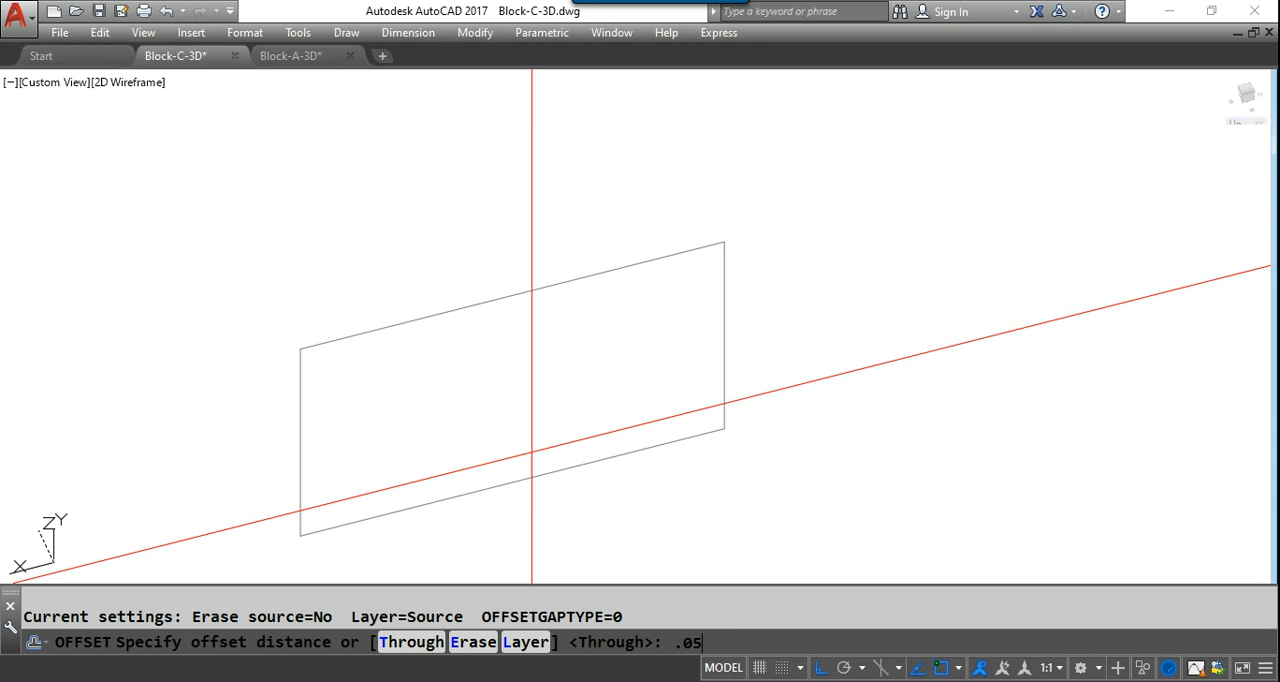 Autodesk AutoCAD 2017 Block-C-3D.dwg
Type a keyword or phrase
Sign In
File Edit View Insert Format Tools Draw Dimension Modify Parametric Window Help Express
Start Block-C-3D* Block-A-3D*
[−][Custom View][2D Wireframe]
Z Y
X
Current settings: Erase source=No Layer=Source OFFSETGAPTYPE=0
OFFSET Specify offset distance or [Through Erase Layer] <Through>: .05
MODEL 1:1